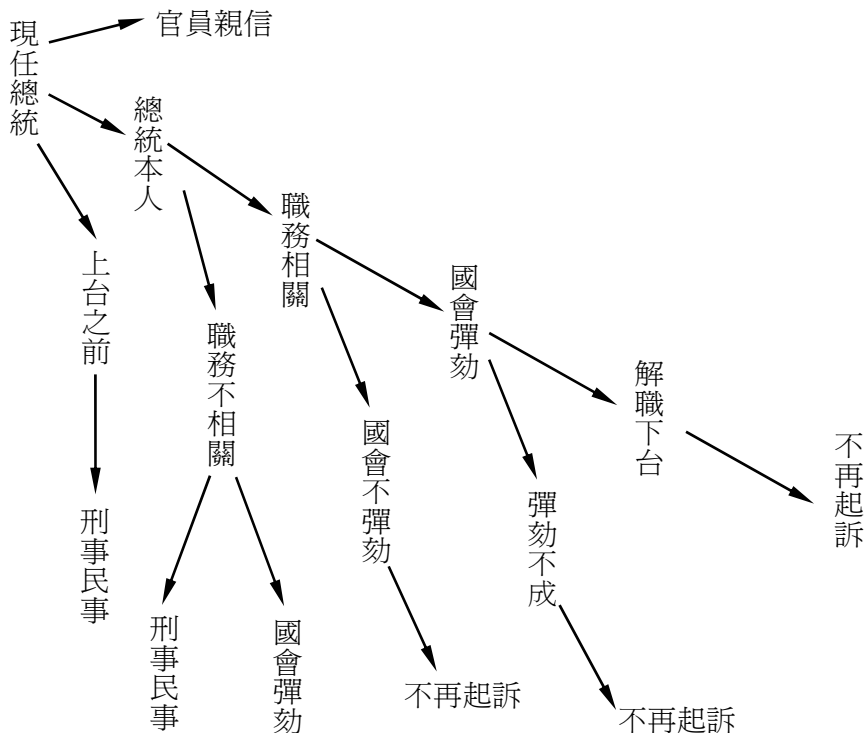 現任總統
官員親信
總統本人
職務相關
上台之前
國會彈劾
職務不相關
解職下台
國會不彈劾
不再起訴
彈劾不成
刑事民事
刑事民事
國會彈劾
不再起訴
不再起訴